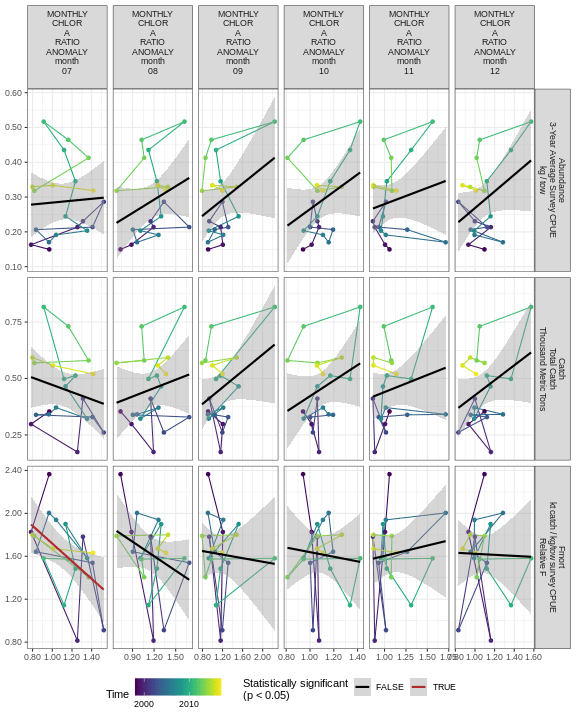 MONTHLY
CHLOR
A
RATIO
ANOMALY
month
07
MONTHLY
CHLOR
A
RATIO
ANOMALY
month
08
MONTHLY
CHLOR
A
RATIO
ANOMALY
month
09
MONTHLY
CHLOR
A
RATIO
ANOMALY
month
10
MONTHLY
CHLOR
A
RATIO
ANOMALY
month
11
MONTHLY
CHLOR
A
RATIO
ANOMALY
month
12
0.60
0.50
0.40
0.30
0.20
0.10
Abundance
3-Year Average Survey CPUE
kg / tow
0.75
0.50
0.25
Catch
Total Catch
Thousand Metric Tons
2.40
2.00
1.60
1.20
0.80
Fmort
kt catch / kg/tow survey CPUE
Relative F
0.80 1.00 1.20 1.40
0.90 1.20 1.50
0.80 1.20 1.60 2.00
1.00 1.20 1.40
1.00 1.25 1.50
1.00 1.20 1.40 1.60
Time
2000 2010
Statistically significant
(p < 0.05)
FALSE
TRUE